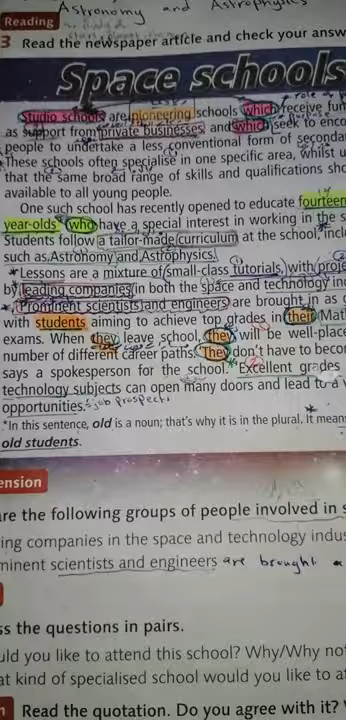 Astronomy and Astrophysics
Reading
3 Read the newspaper article and check your answ
Space schools
Studio schools are pioneering schools which receive fun
as support from private businesses and which seek to enco
people to undertake a less conventional form of seconda
These schools often specialise in one specific area, whilst u
that the same broad range of skills and qualifications sho
available to all young people.
One such school has recently opened to educate fourteen
year-olds* who have a special interest in working in the s
Students follow a tailor-made curriculum at the school, incl
such as Astronomy and Astrophysics.
*Lessons are a mixture of small-class tutorials, with proje
by leading companies in both the space and technology ind
Prominent scientists and engineers are brought in as g
with students aiming to achieve top grades in their Mat
exams. When they leave school, they will be well-place
number of different career paths. 'They don't have to becor
says a spokesperson for the school. 'Excellent grades
technology subjects can open many doors and lead to a v
opportunities.' job prospects
*In this sentence, old is a noun; that's why it is in the plural. It mean
old students.
ension
are the following groups of people involved in s
ing companies in the space and technology indus
minent scientists and engineers are brought
ss the questions in pairs.
uld you like to attend this school? Why/Why no
at kind of specialised school would you like to at
n Read the quotation. Do you agree with it?